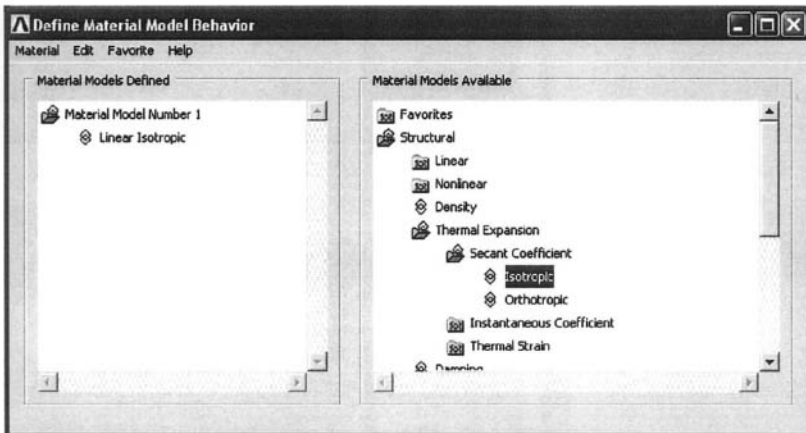 Define Material Model Behavior
Material Edit Favorite Help
Material Models Defined
Material Model Number 1
Linear Isotropic
Material Models Available
Favorites
Structural
Linear
Nonlinear
Density
Thermal Expansion
Secant Coefficient
Isotropic
Orthotropic
Instantaneous Coefficient
Thermal Strain
Damping